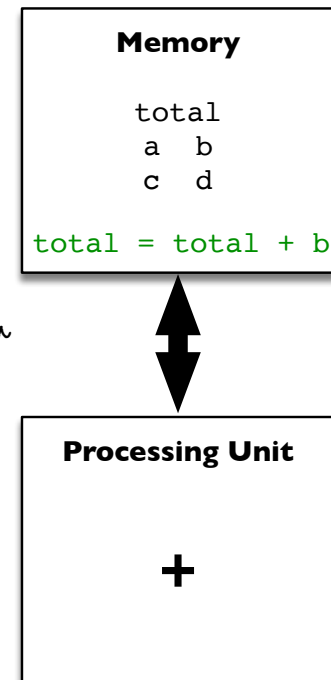 Memory
total
a b
c d
total = total + b
Processing Unit
+